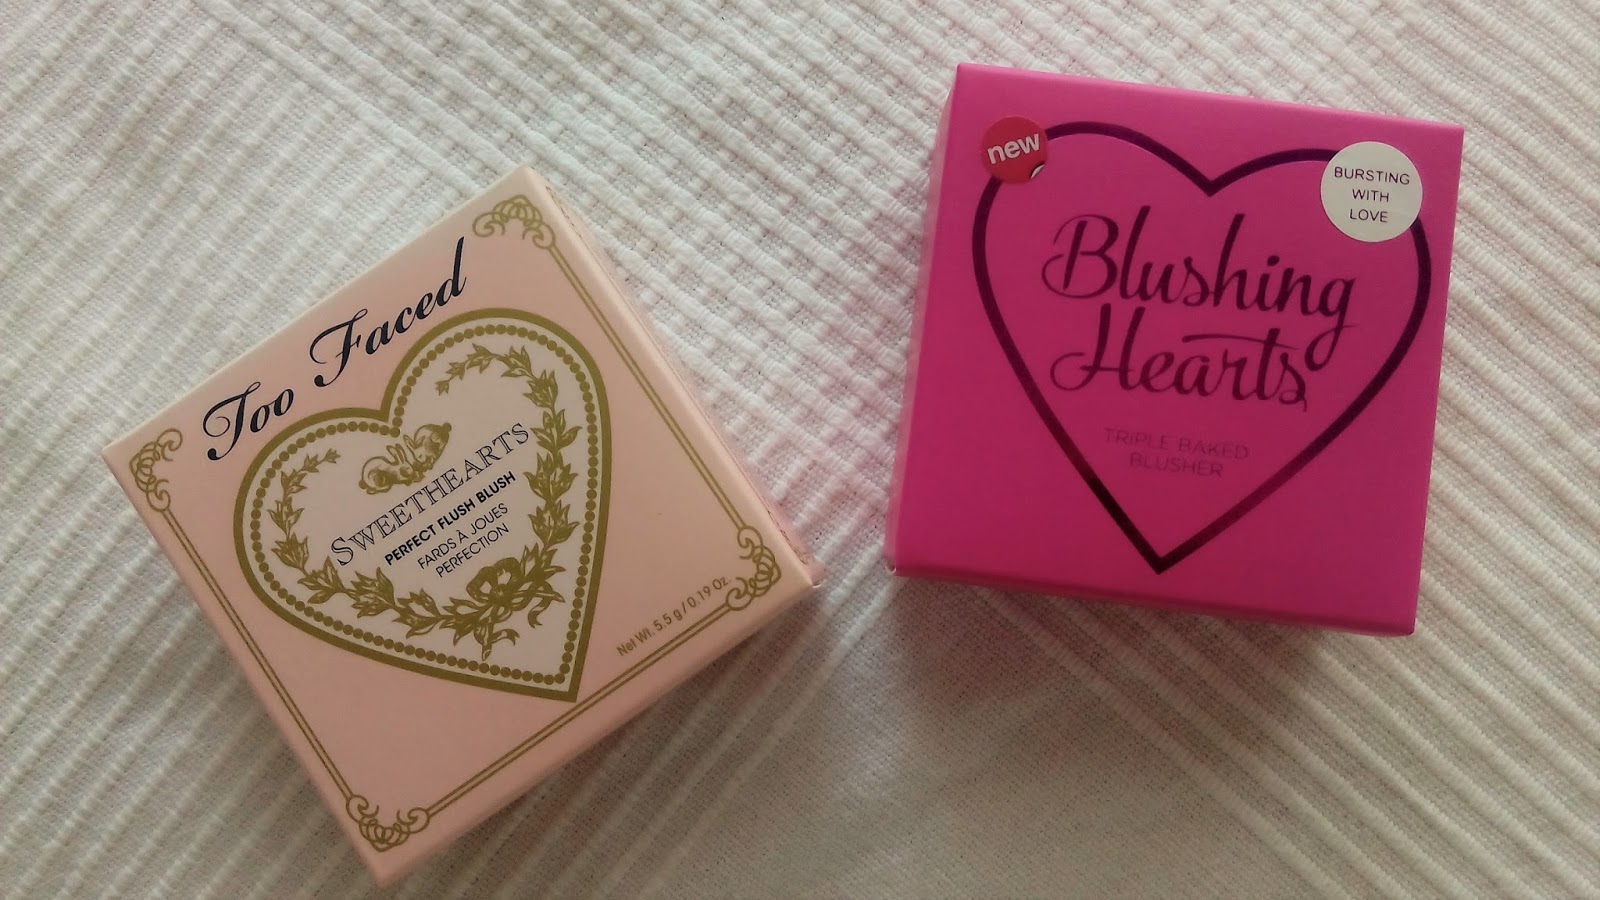 Too Faced
SWEETHEARTS
PERFECT FLUSH BLUSH
FARDS À JOUES
PERFECTION
Net Wt. 5.5 g / 0.19 Oz.
new
BURSTING
WITH
LOVE
Blushing
Hearts
TRIPLE BAKED
BLUSHER